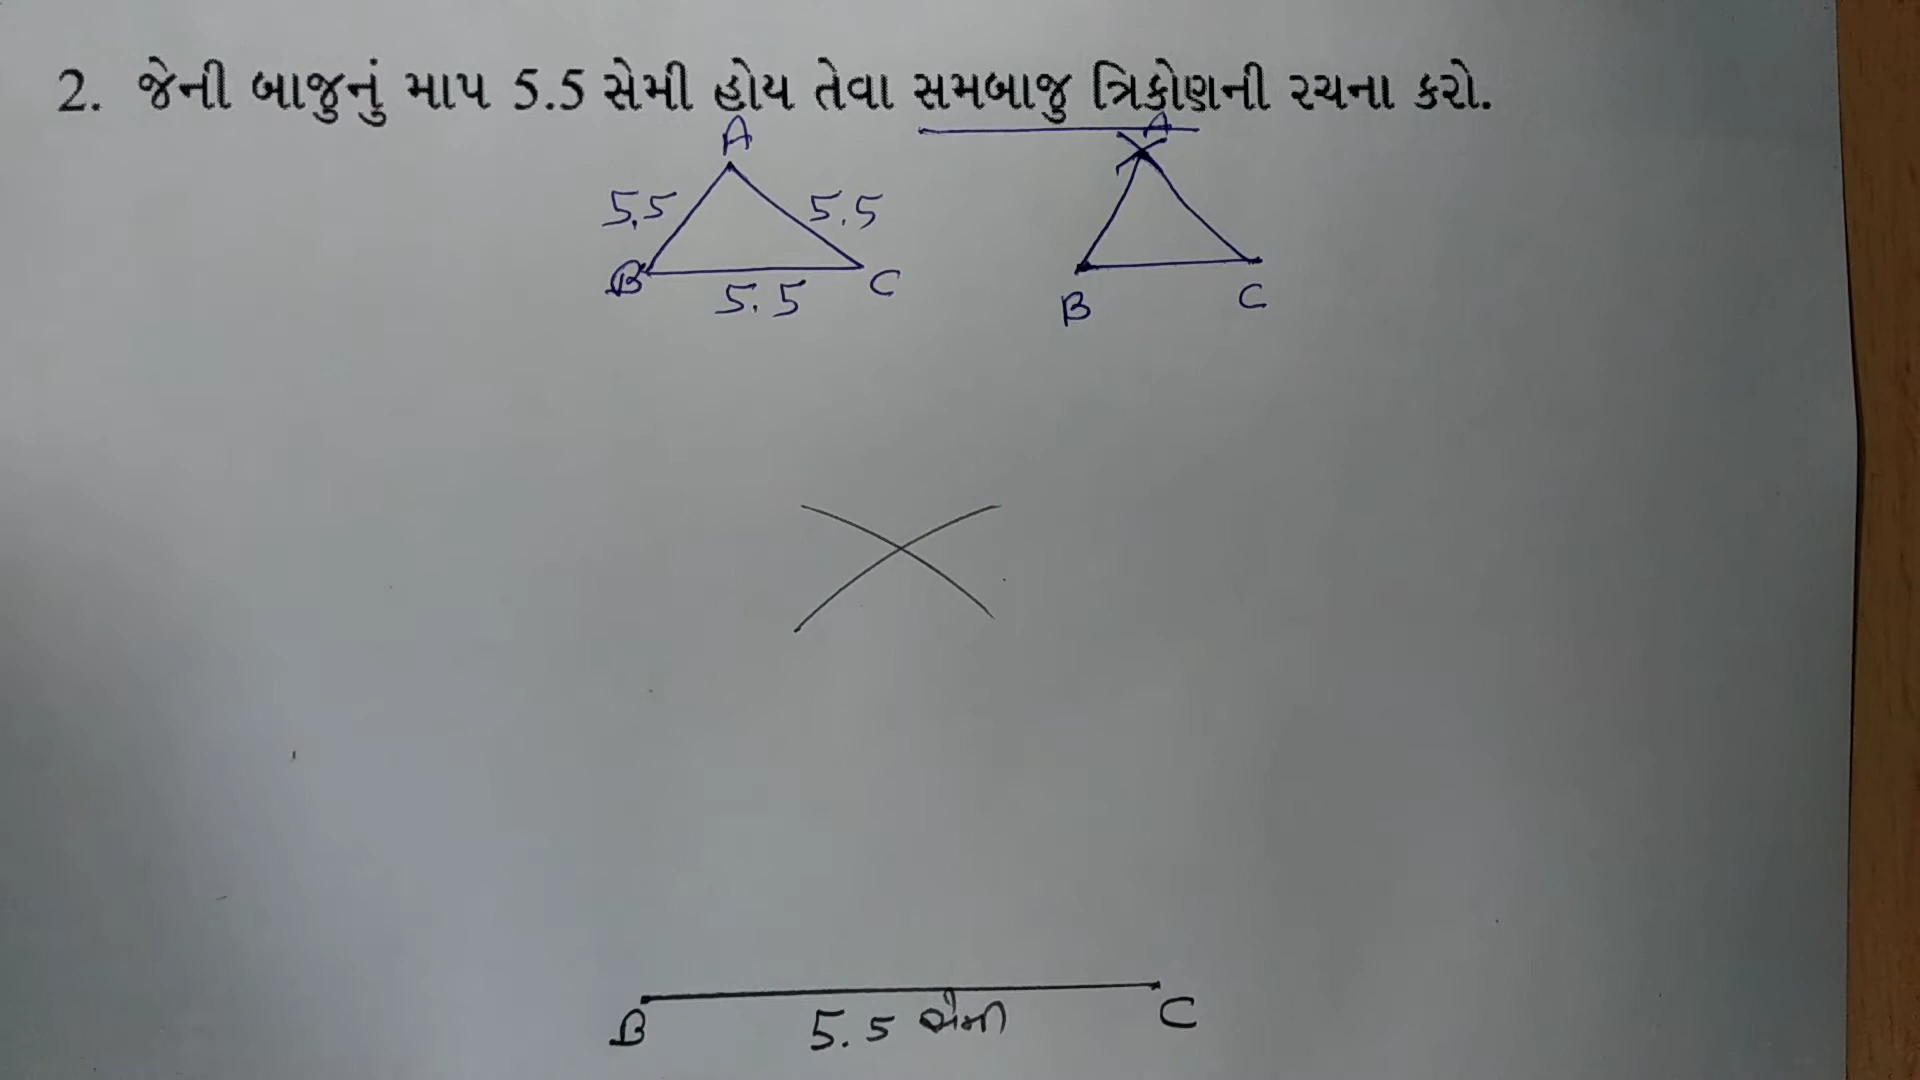 2. જેની બાજુનું માપ 5.5 સેમી હોય તેવા સમબાજુ ત્રિકોણની રચના કરો.
A A
5.5 5.5
B 5.5 C B C
B 5.5 સેમી C